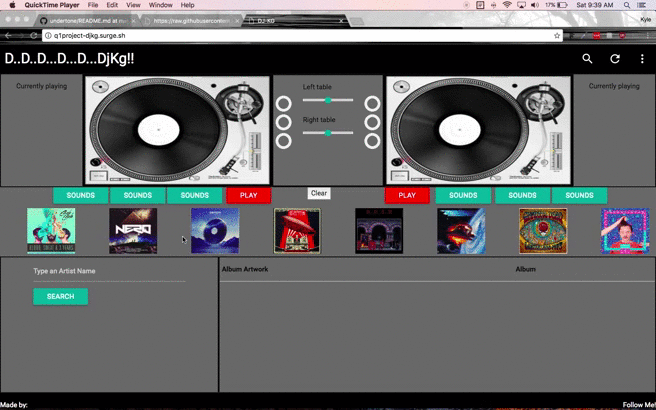 QuickTime Player File Edit View Window Help 17% Sat 9:39 AM
undertone/README.md at m
https://raw.githubusercontent
DJ-KG
Kyle
q1project-djkg.surge.sh
D..D..D...D...D...DjKg!!
Currently playing
Left table
Right table
Currently playing
SOUNDS SOUNDS SOUNDS PLAY Clear PLAY SOUNDS SOUNDS SOUNDS
NERO
Type an Artist Name
Album Artwork Album
SEARCH
Made by: Follow Me!